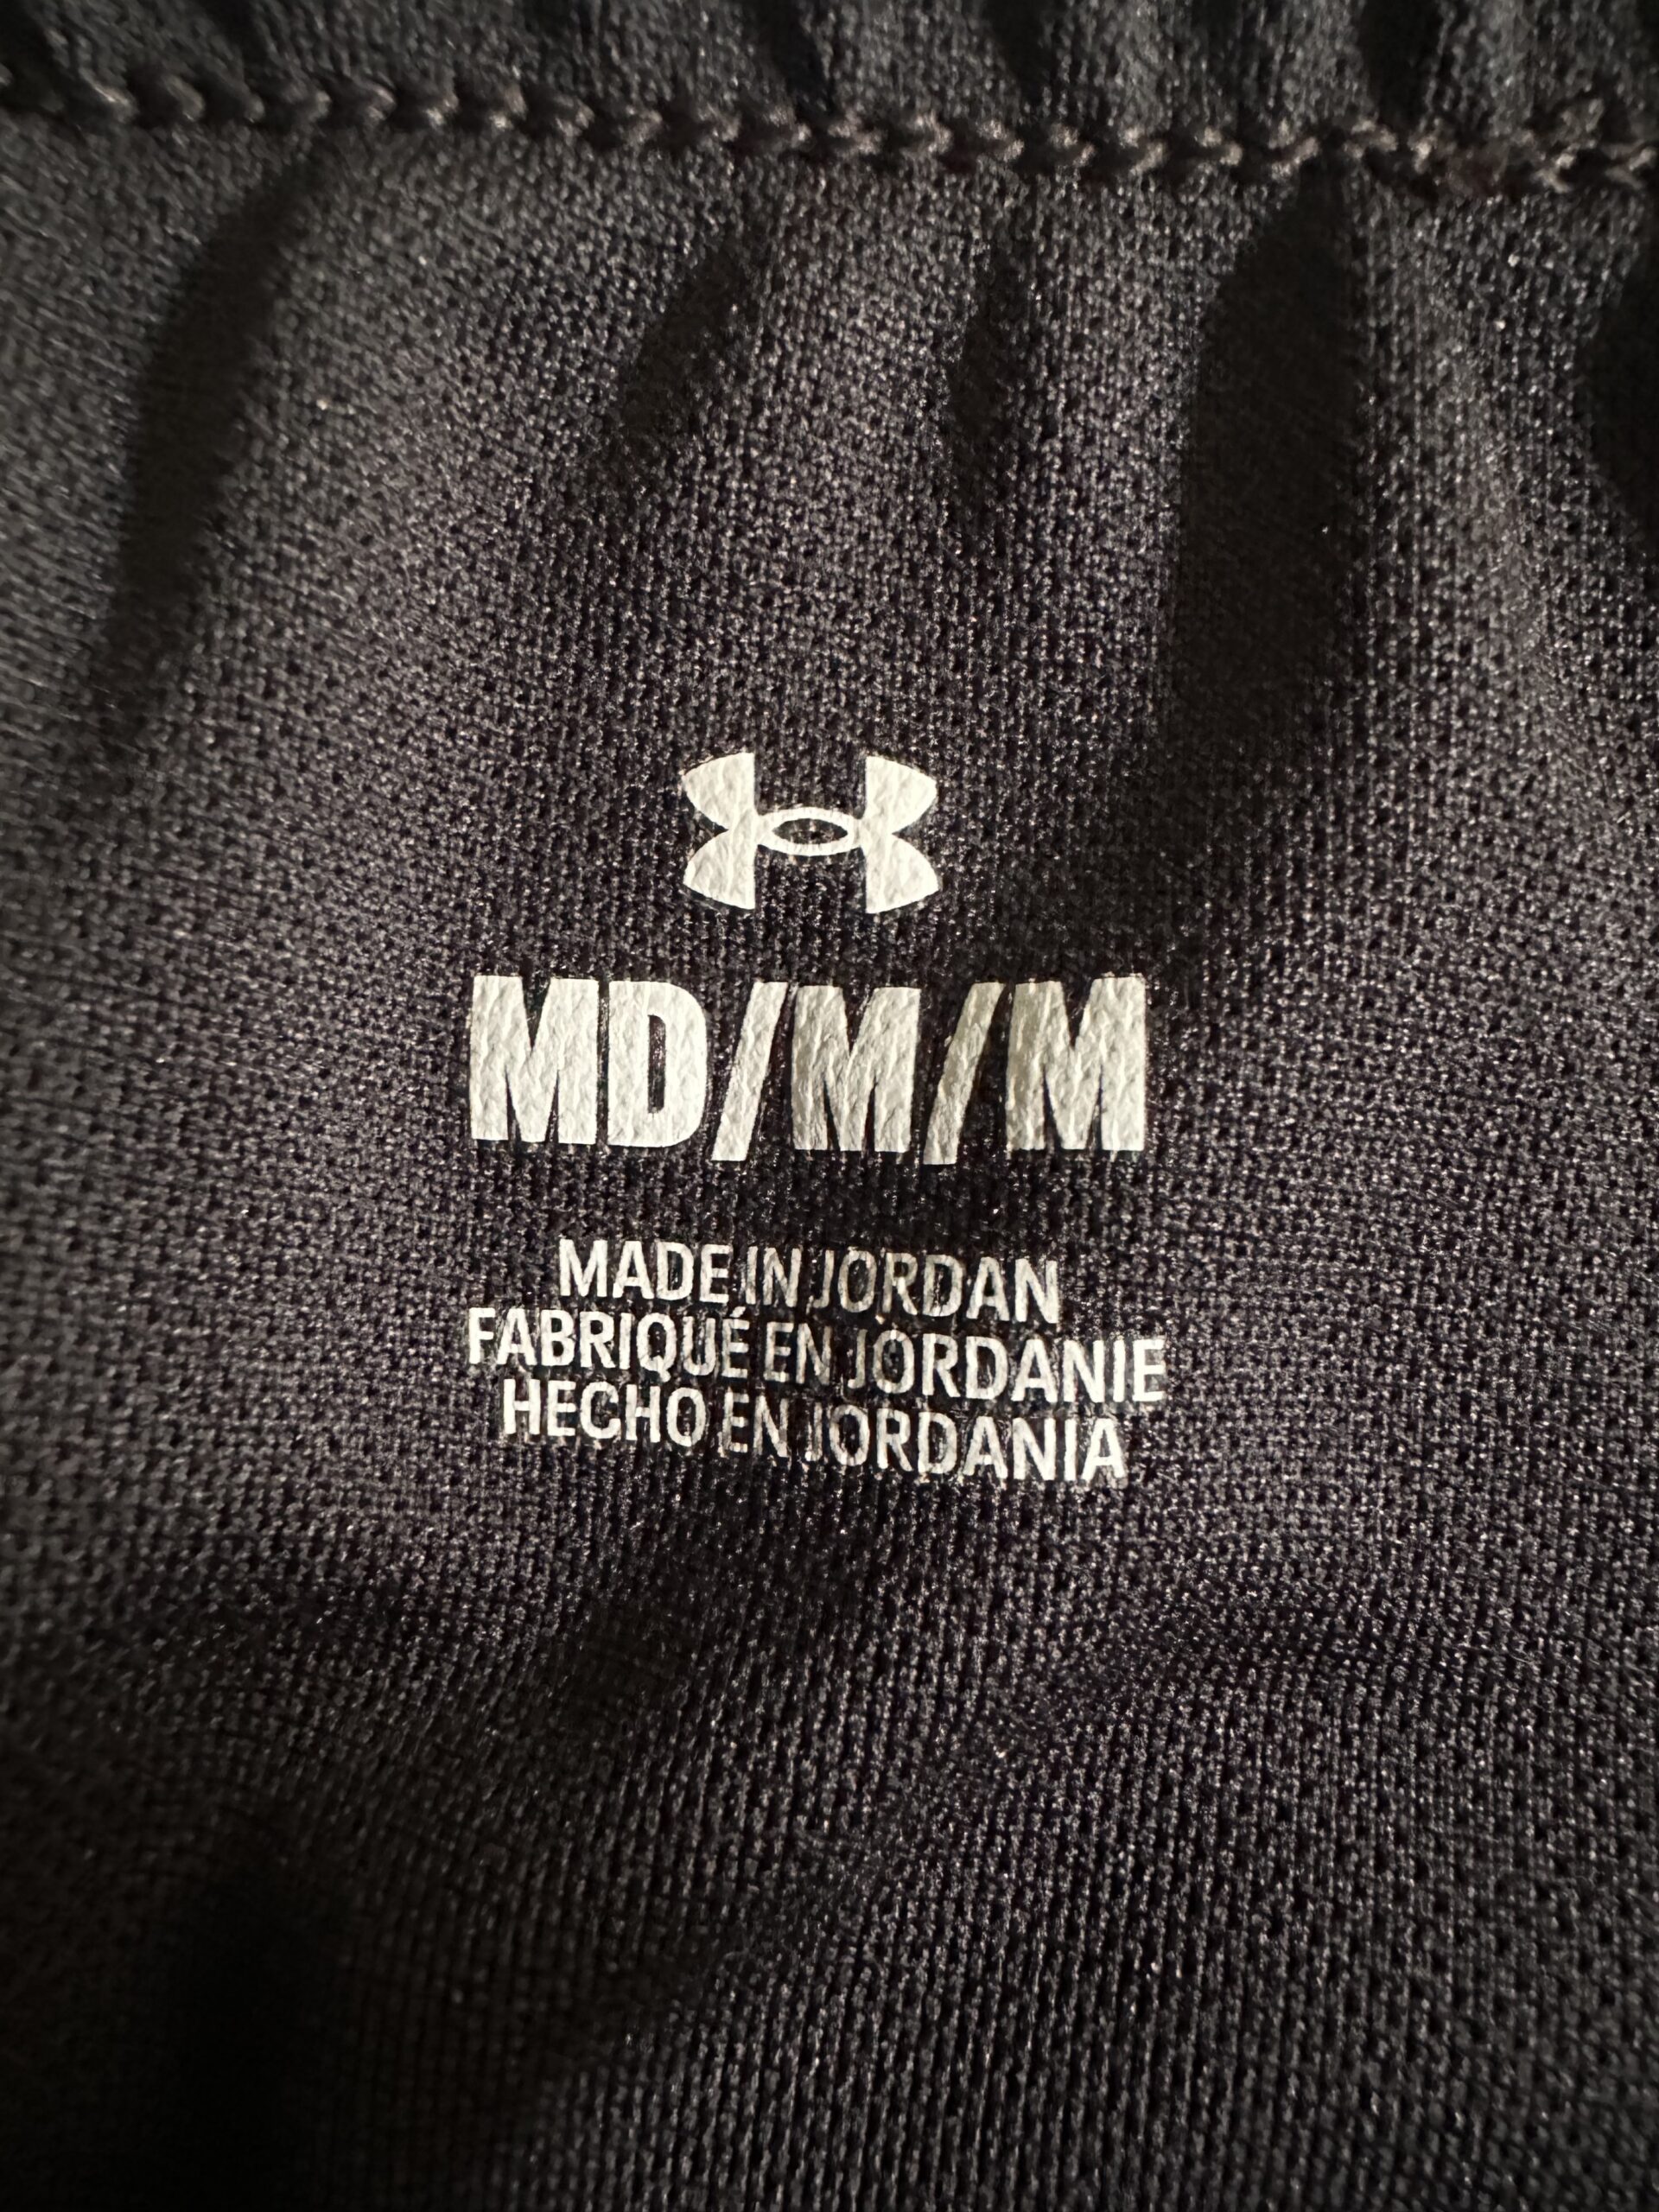 MD/M/M
MADE IN JORDAN
FABRIQUÉ EN JORDANIE
HECHO EN JORDANIA